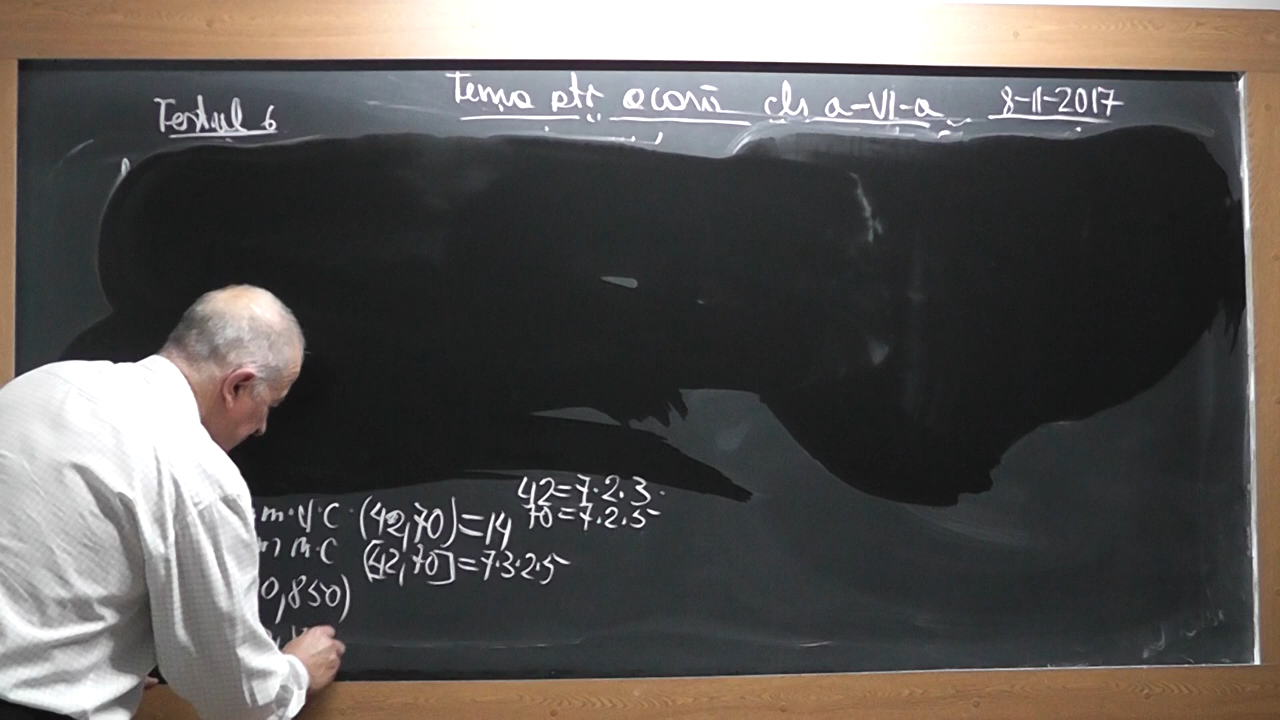 Testul 6
Tema ptr acasă cls a-VI-a 8-11-2017
42=7·2·3·
m·C (42,70)=14
70=7·2·5
m·C [42,70]=7·3·2·5
0,850)